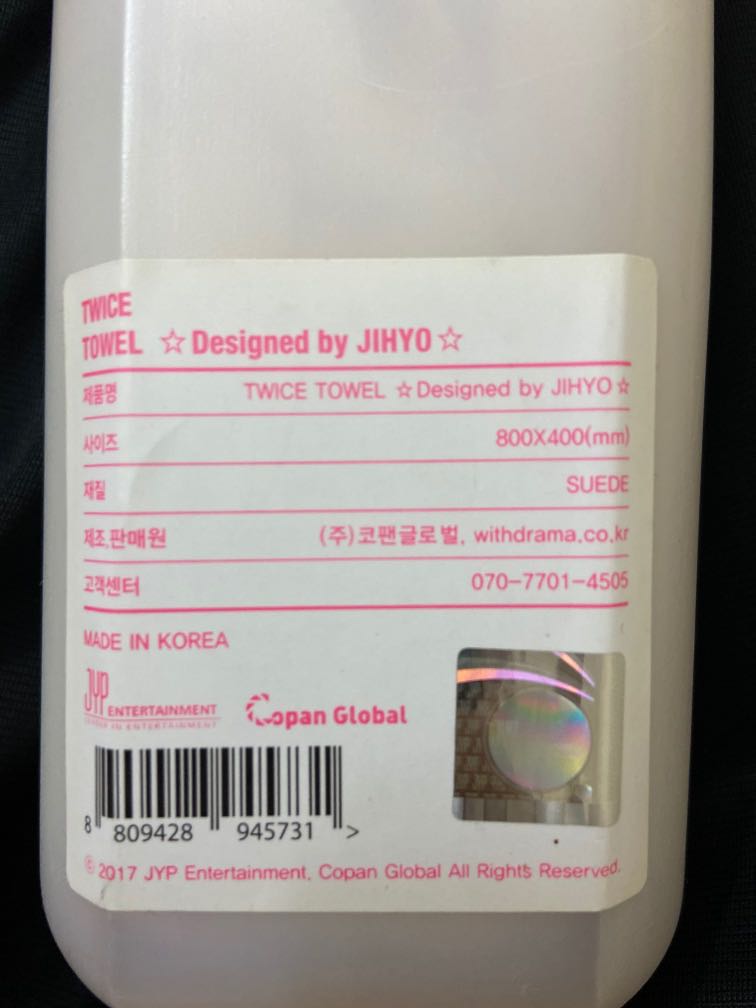 TWICE
TOWEL ☆Designed by JIHYO☆
제품명 TWICE TOWEL ☆Designed by JIHYO☆
사이즈 800X400(mm)
재질 SUEDE
제조,판매원 (주)코팬글로벌, withdrama.co.kr
고객센터 070-7701-4505
MADE IN KOREA
JYP ENTERTAINMENT
LEADER IN ENTERTAINMENT
Copan Global
8 809428 945731 >
© 2017 JYP Entertainment, Copan Global All Rights Reserved.